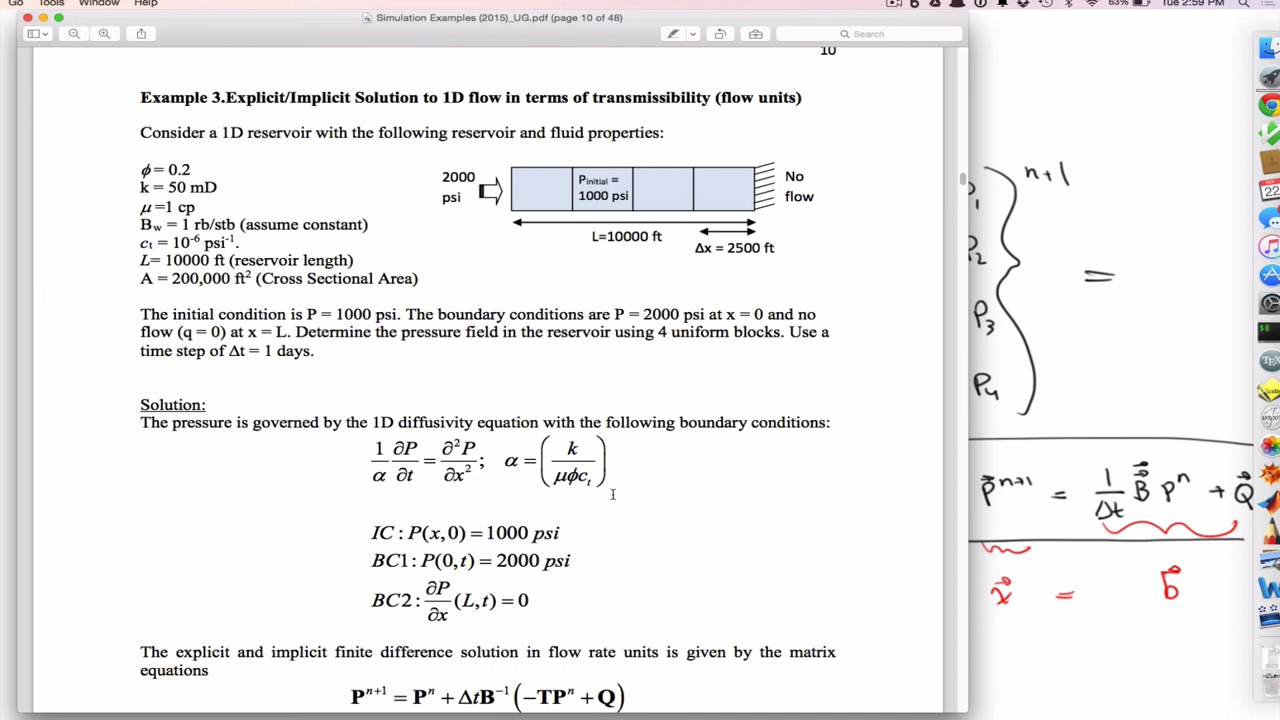 Go Tools Window Help
63% Tue 2:59 PM
Simulation Examples (2015)_UG.pdf (page 10 of 48)
Search
10
Example 3.Explicit/Implicit Solution to 1D flow in terms of transmissibility (flow units)
Consider a 1D reservoir with the following reservoir and fluid properties:
ϕ = 0.2
k = 50 mD
μ =1 cp
Bw = 1 rb/stb (assume constant)
ct = 10⁻⁶ psi⁻¹.
L= 10000 ft (reservoir length)
A = 200,000 ft² (Cross Sectional Area)
2000 psi
Pinitial = 1000 psi
No flow
L=10000 ft
Δx = 2500 ft
The initial condition is P = 1000 psi. The boundary conditions are P = 2000 psi at x = 0 and no
flow (q = 0) at x = L. Determine the pressure field in the reservoir using 4 uniform blocks. Use a
time step of Δt = 1 days.
Solution:
The pressure is governed by the 1D diffusivity equation with the following boundary conditions:
1/α ∂P/∂t = ∂²P/∂x²; α = (k/μϕcₜ)
IC : P(x,0) = 1000 psi
BC1: P(0,t) = 2000 psi
BC2: ∂P/∂x (L,t) = 0
The explicit and implicit finite difference solution in flow rate units is given by the matrix
equations
Pⁿ⁺¹ = Pⁿ + ΔtB⁻¹(−TPⁿ + Q)
P₁
P₂
P₃
P₄
n+1
=
P⃗ⁿ⁺¹ = 1/Δt B⃗ Pⁿ + Q⃗
x⃗ = b⃗